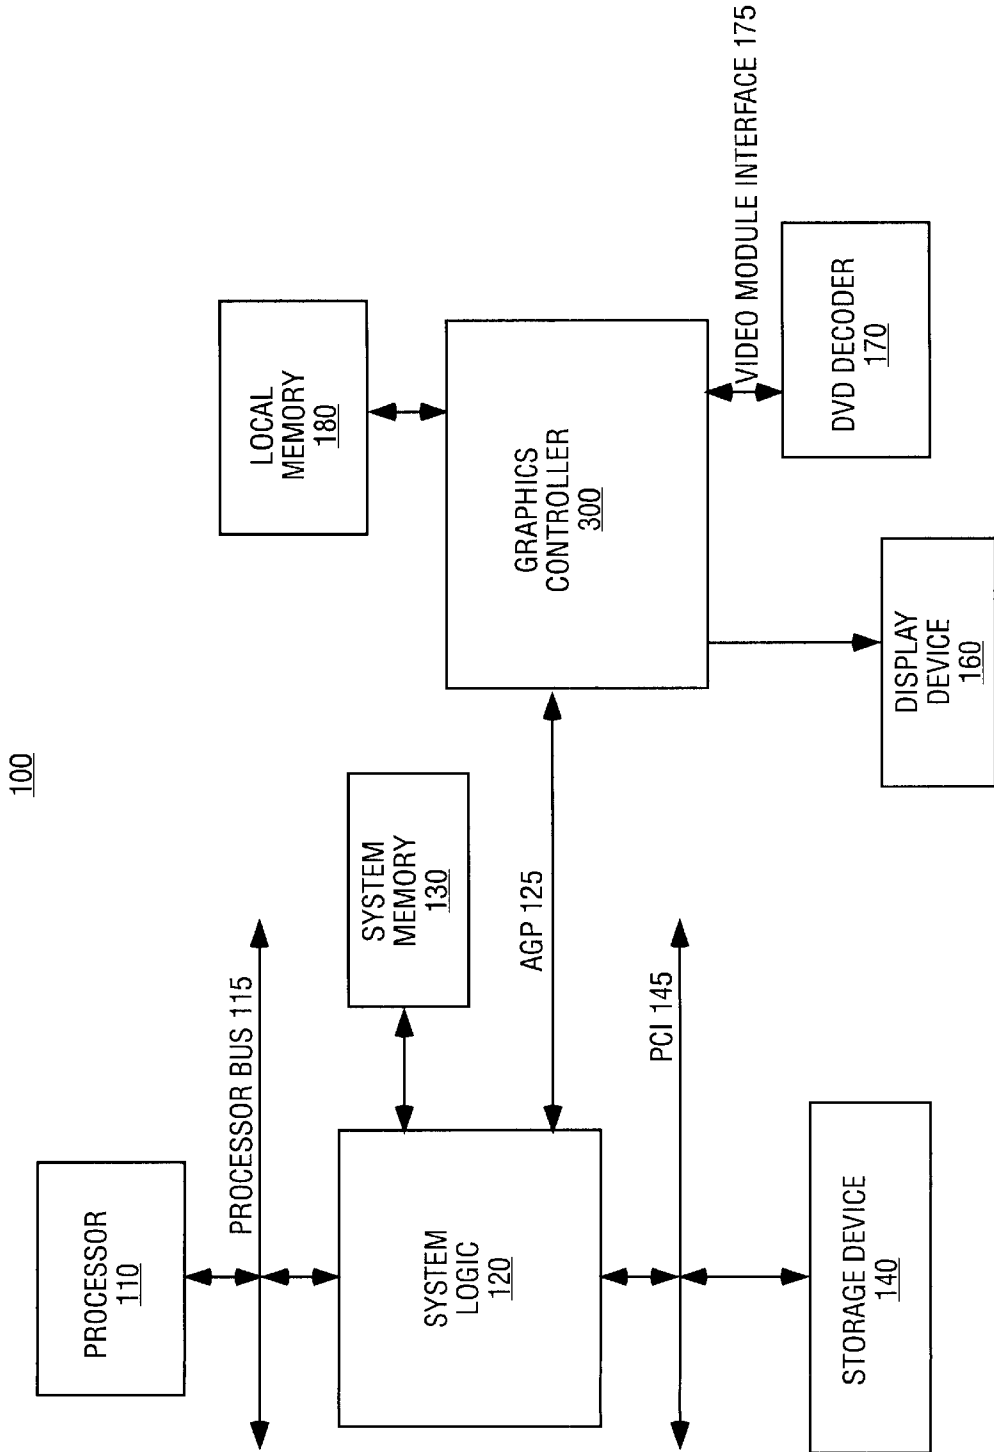 100
PROCESSOR
110
PROCESSOR BUS 115
SYSTEM
LOGIC
120
SYSTEM
MEMORY
130
AGP 125
PCI 145
STORAGE DEVICE
140
LOCAL
MEMORY
180
GRAPHICS
CONTROLLER
300
VIDEO MODULE INTERFACE 175
DVD DECODER
170
DISPLAY
DEVICE
160